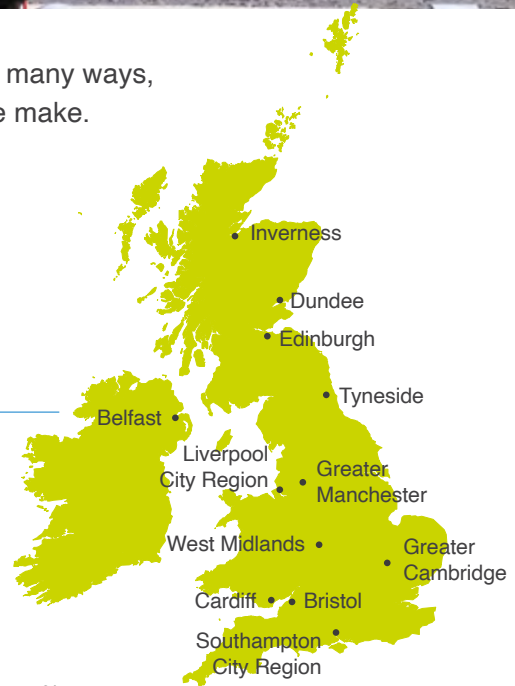 many ways,
e make.
Inverness
Dundee
Edinburgh
Tyneside
Belfast
Liverpool
City Region
Greater
Manchester
West Midlands
Greater
Cambridge
Cardiff
Bristol
Southampton
City Region